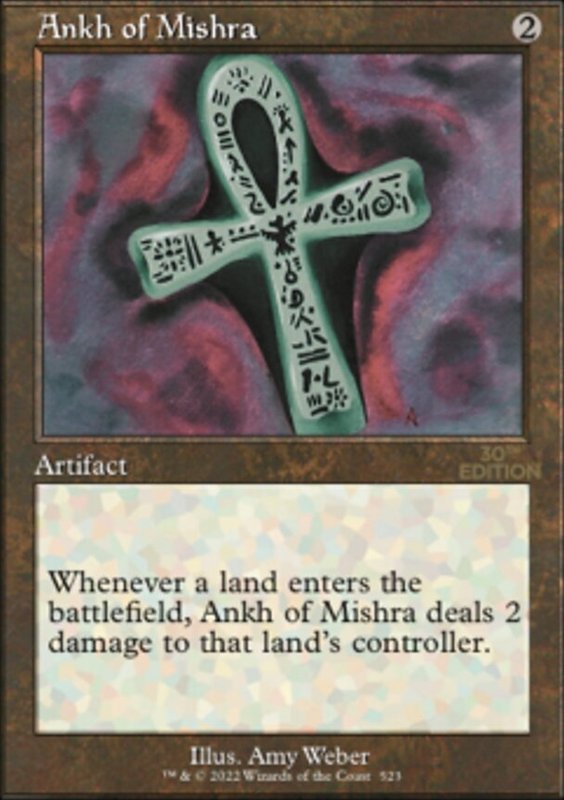 Ankh of Mishra 2
Artifact
30TH EDITION
Whenever a land enters the
battlefield, Ankh of Mishra deals 2
damage to that land's controller.
Illus. Amy Weber
™ & © 2022 Wizards of the Coast 523